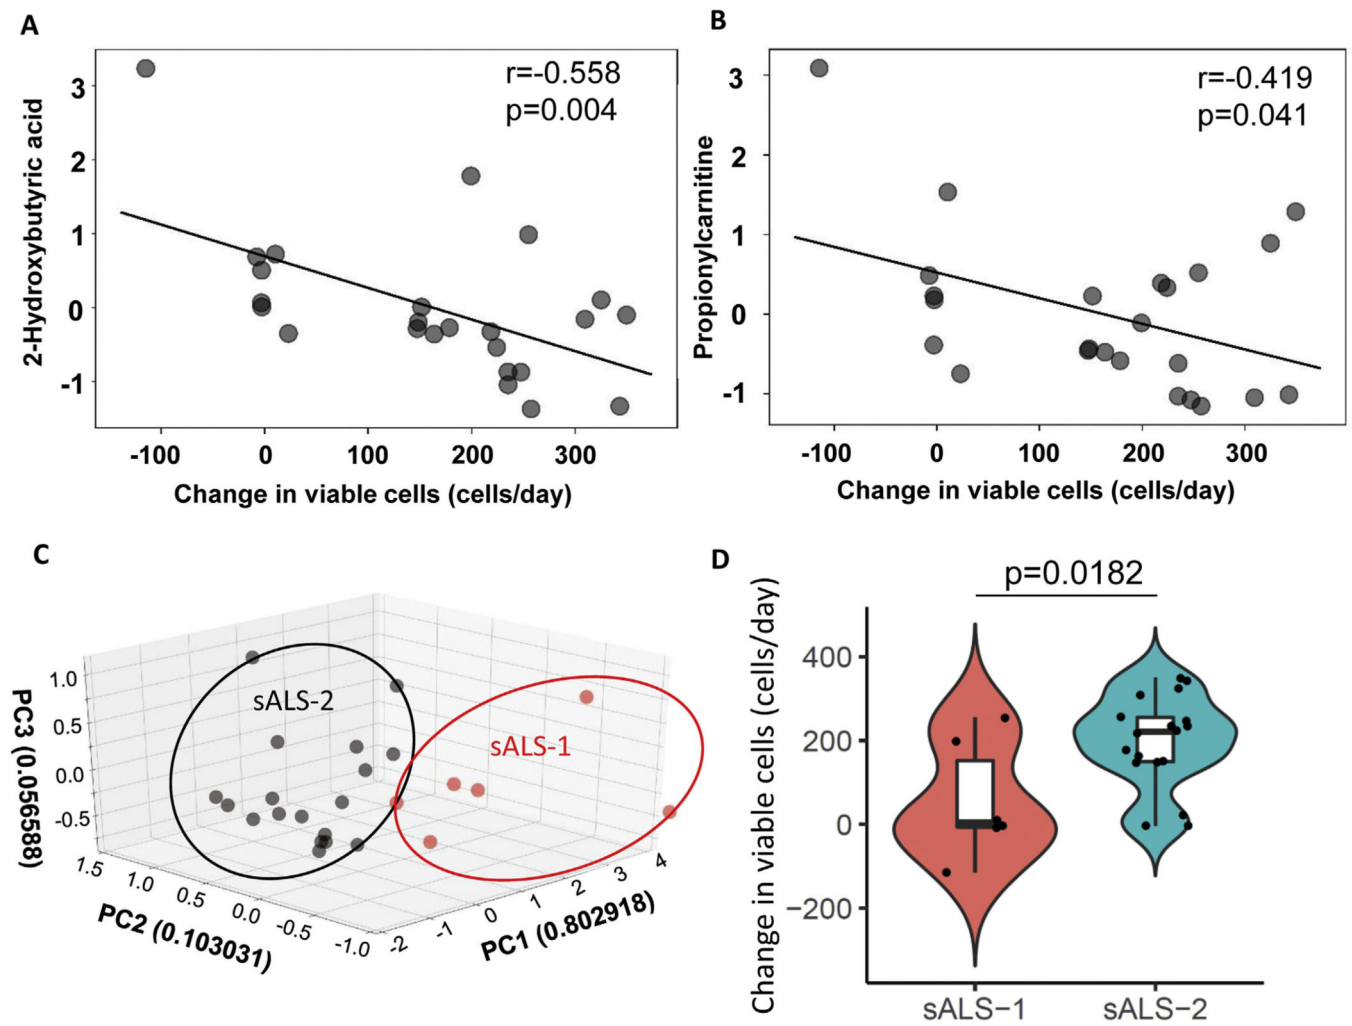 A
r=-0.558
p=0.004
2-Hydroxybutyric acid
3
2
1
0
-1
-100 0 100 200 300
Change in viable cells (cells/day)
B
r=-0.419
p=0.041
Propionylcarnitine
3
2
1
0
-1
-100 0 100 200 300
Change in viable cells (cells/day)
C
sALS-2
sALS-1
PC3 (0.056588)
1.0
0.5
0.0
-0.5
1.5 1.0 0.5 0.0 -0.5 -1.0
PC2 (0.103031)
-2 -1 0 1 2 3 4
PC1 (0.802918)
D
p=0.0182
Change in viable cells (cells/day)
400
200
0
−200
sALS−1 sALS−2